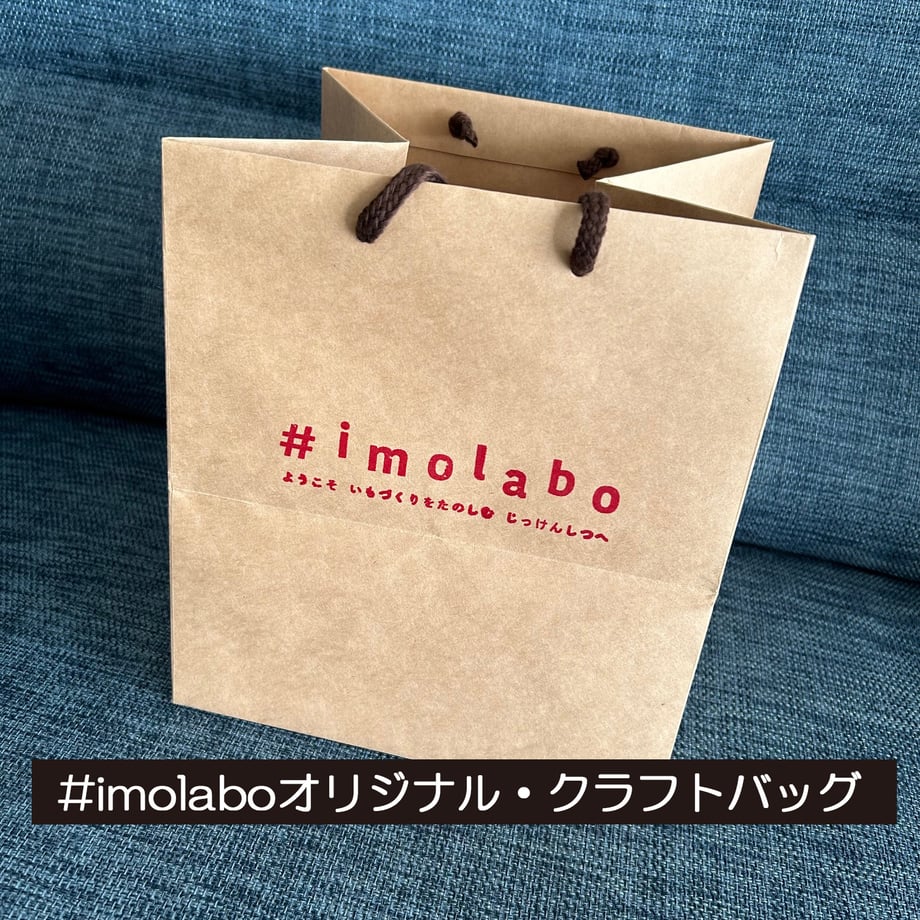 #imolabo
ようこそ いもづくりをたのしむ じっけんしつへ
#imolaboオリジナル・クラフトバッグ